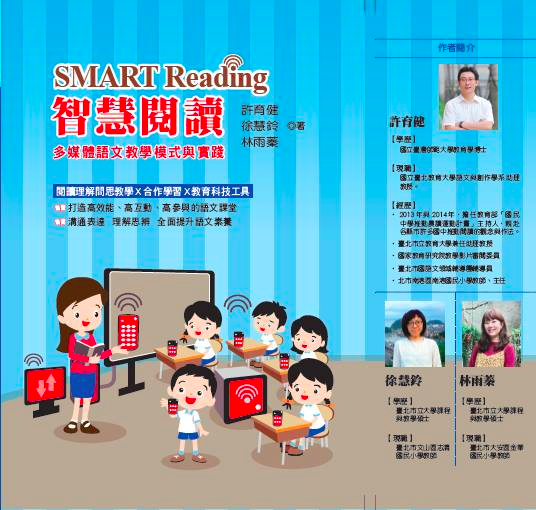 SMART Reading
智慧閱讀
多媒體語文教學模式與實踐
許育健
徐慧鈴 ◎著
林雨蓁
閱讀理解問思教學X合作學習X教育科技工具
打造高效能、高互動、高參與的語文課堂
溝通表達 理解思辨 全面提升語文素養
作者簡介
許育健
【學歷】
國立臺灣師範大學教育學博士
【現職】
國立臺北教育大學語文與創作學系助理
教授。
【經歷】
・2013年與2014年，擔任教育部「國民
中學推動晨讀運動計畫」主持人，親赴
各縣市許多國中推動閱讀的觀念與作法。
・臺北市立教育大學兼任助理教授
・國家教育研究院教學影片審閱委員
・臺北市國語文領域輔導團輔導員
・北市南港區南港國民小學教師、主任
徐慧鈴
【學歷】
臺北市立大學課程
與教學碩士
【現職】
臺北市文山區志清
國民小學教師
林雨蓁
【學歷】
臺北市立大學課程
與教學碩士
【現職】
臺北市大安區金華
國民小學教師